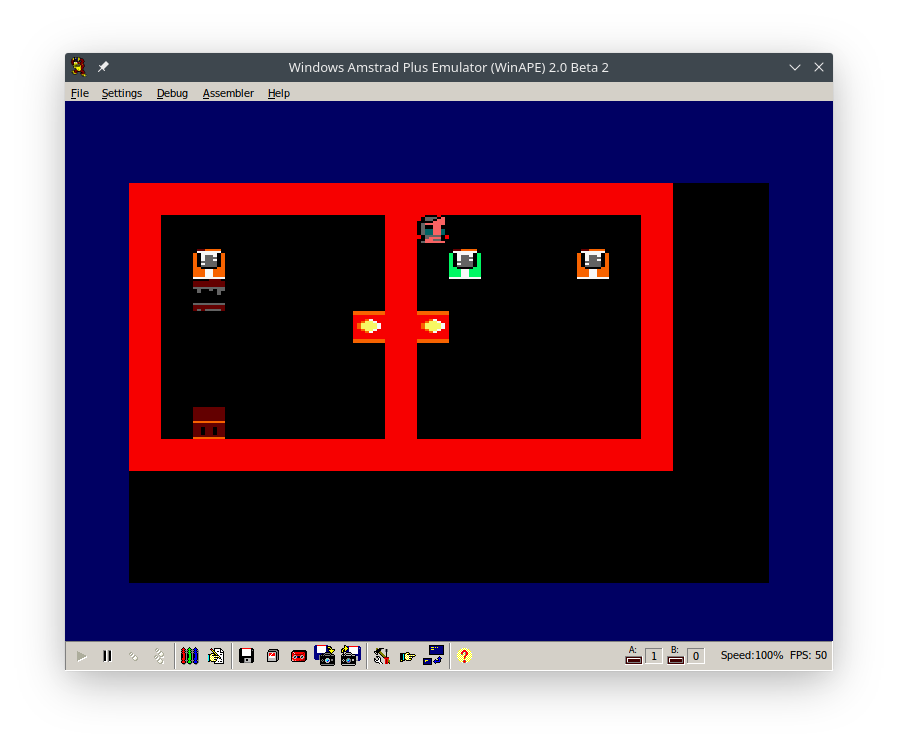 Windows Amstrad Plus Emulator (WinAPE) 2.0 Beta 2
File Settings Debug Assembler Help
A: 1 B: 0 Speed:100% FPS: 50